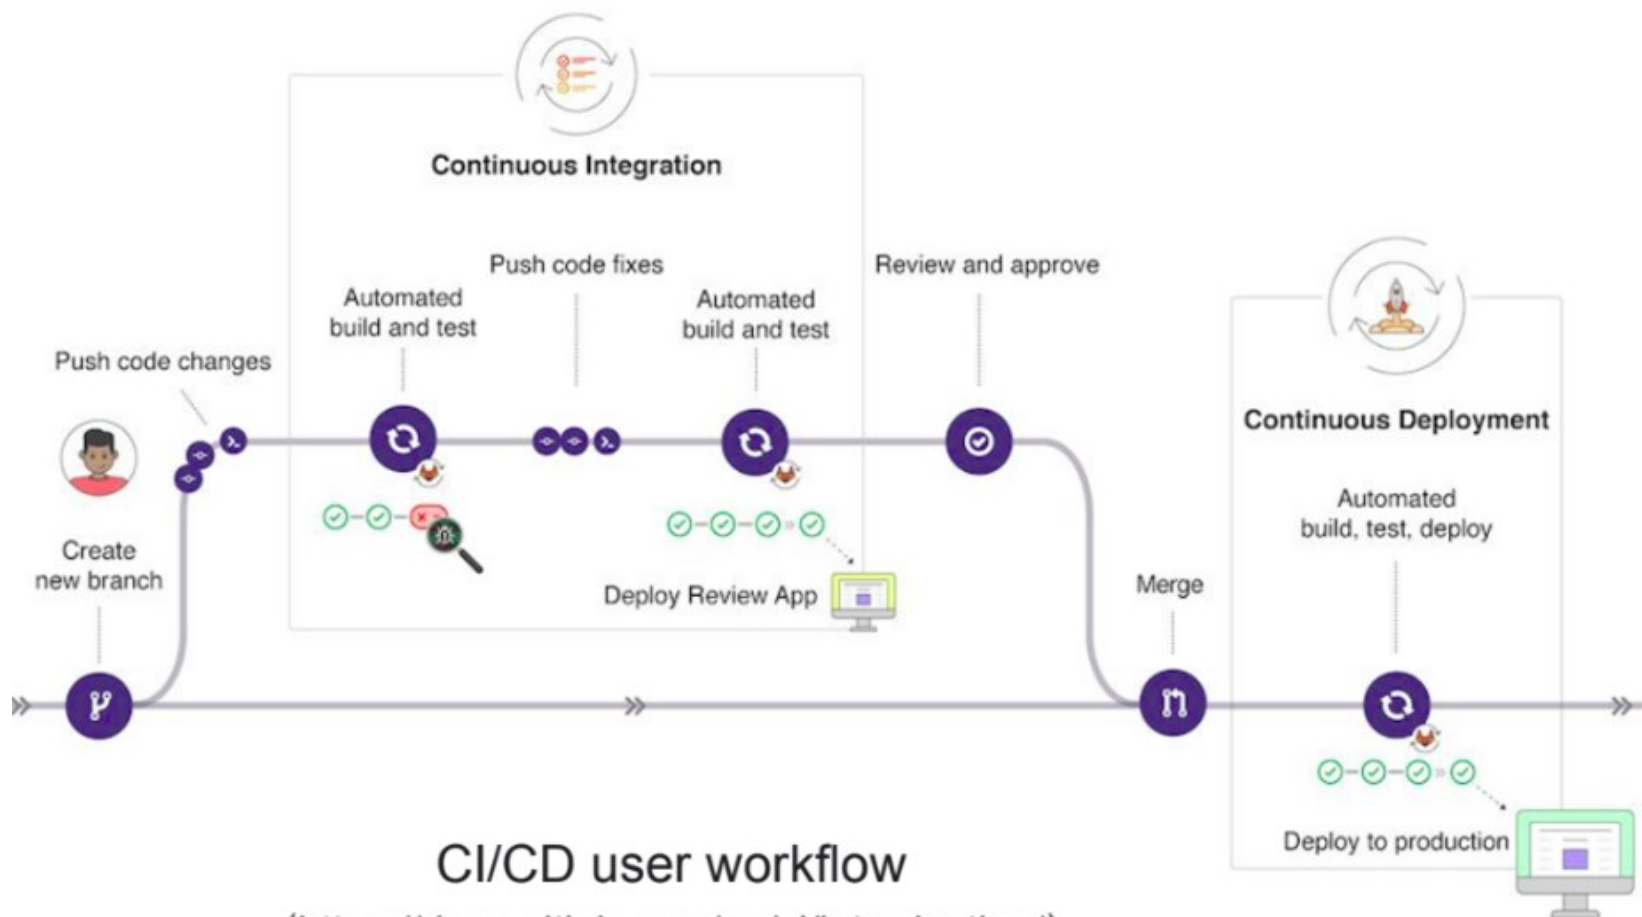 Continuous Integration
Push code fixes
Review and approve
Automated
build and test
Automated
build and test
Push code changes
Continuous Deployment
Automated
build, test, deploy
Create
new branch
Merge
Deploy Review App
Deploy to production
CI/CD user workflow